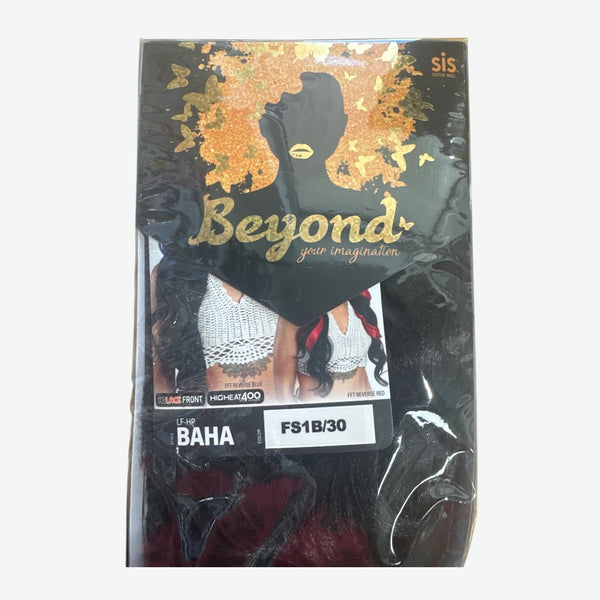 sis
SISTER WIG
Beyond
your imagination
FFT REVERSE BLUE
FFT REVERSE RED
LACE FRONT
HIGHEAT400
STYLE
LF-HP
BAHA
COLOR
FS1B/30